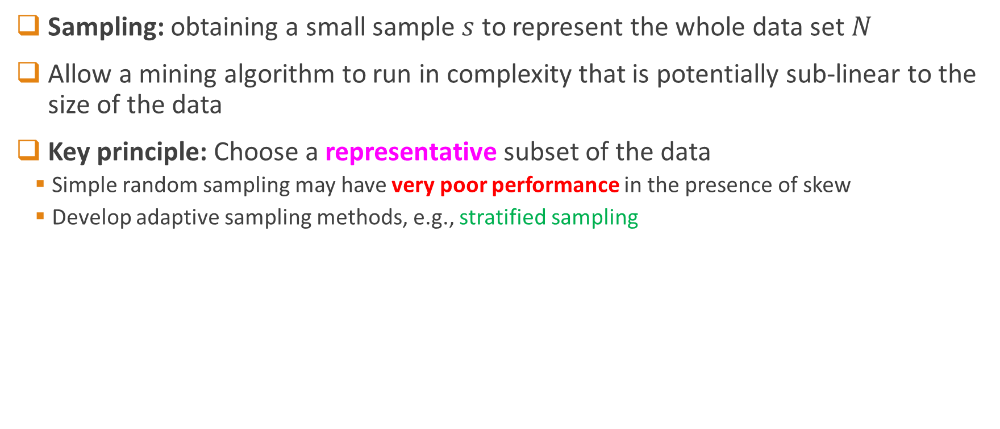 Sampling: obtaining a small sample s to represent the whole data set N
Allow a mining algorithm to run in complexity that is potentially sub-linear to the
size of the data
Key principle: Choose a representative subset of the data
Simple random sampling may have very poor performance in the presence of skew
Develop adaptive sampling methods, e.g., stratified sampling